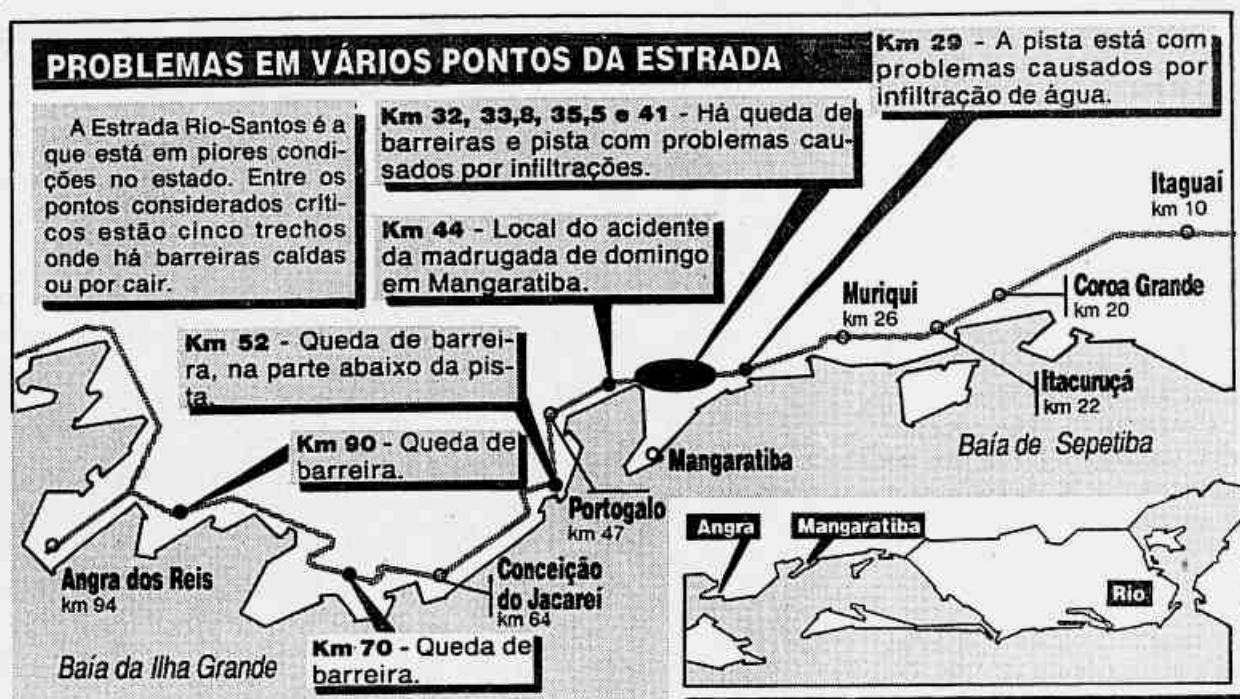 PROBLEMAS EM VÁRIOS PONTOS DA ESTRADA
A Estrada Rio-Santos é a
que está em piores condi-
ções no estado. Entre os
pontos considerados críti-
cos estão cinco trechos
onde há barreiras caídas
ou por cair.
Km 32, 33,8, 35,5 e 41 - Há queda de
barreiras e pista com problemas cau-
sados por infiltrações.
Km 29 - A pista está com
problemas causados por
infiltração de água.
Km 44 - Local do acidente
da madrugada de domingo
em Mangaratiba.
Km 52 - Queda de barrei-
ra, na parte abaixo da pis-
ta.
Km 90 - Queda de
barreira.
Km 70 - Queda de
barreira.
Itaguaí
km 10
Coroa Grande
km 20
Muriqui
km 26
Itacuruçá
km 22
Baía de Sepetiba
Mangaratiba
Portogalo
km 47
Conceição
do Jacareí
km 64
Angra dos Reis
km 94
Baía da Ilha Grande
Angra
Mangaratiba
Rio